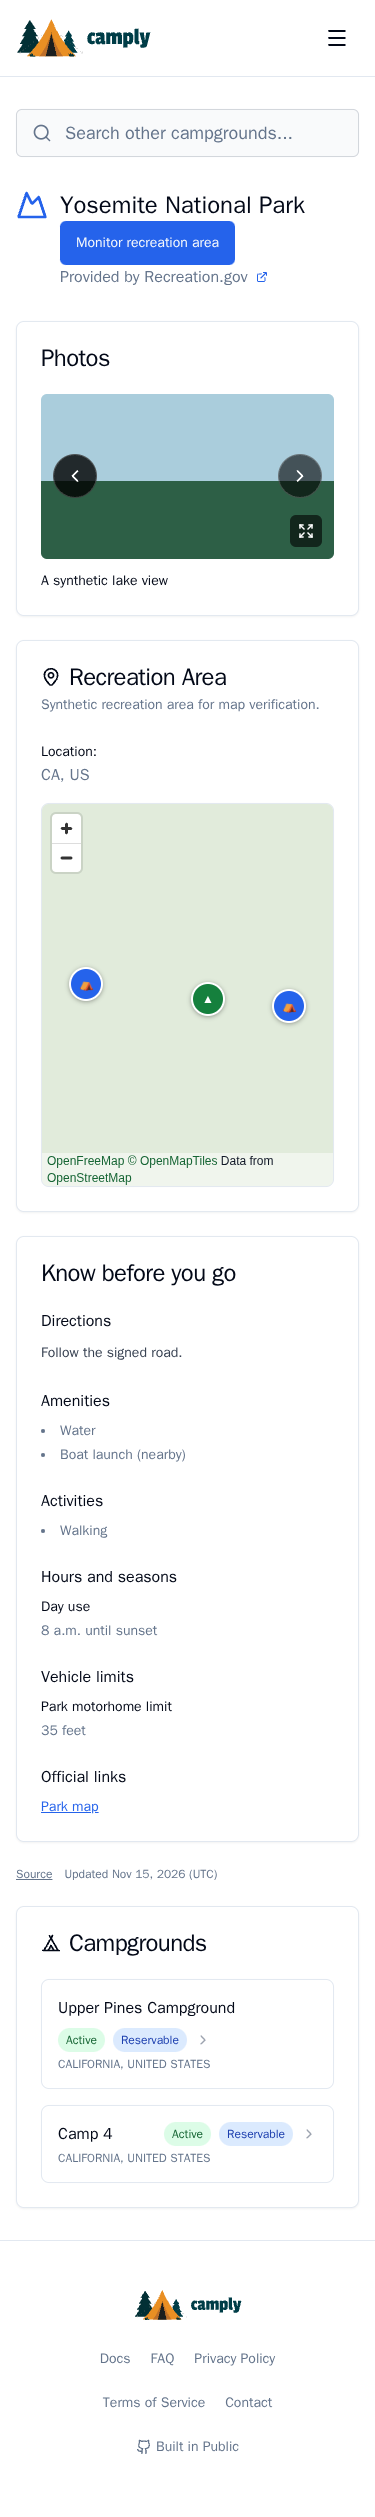 camply
Search other campgrounds...
Yosemite National Park
Monitor recreation area
Provided by Recreation.gov
Photos
A synthetic lake view
Recreation Area
Synthetic recreation area for map verification.
Location:
CA, US
OpenFreeMap © OpenMapTiles Data from
OpenStreetMap
Know before you go
Directions
Follow the signed road.
Amenities
• Water
• Boat launch (nearby)
Activities
• Walking
Hours and seasons
Day use
8 a.m. until sunset
Vehicle limits
Park motorhome limit
35 feet
Official links
Park map
Source Updated Nov 15, 2026 (UTC)
Campgrounds
Upper Pines Campground
Active Reservable
CALIFORNIA, UNITED STATES
Camp 4 Active Reservable
CALIFORNIA, UNITED STATES
camply
Docs FAQ Privacy Policy
Terms of Service Contact
Built in Public